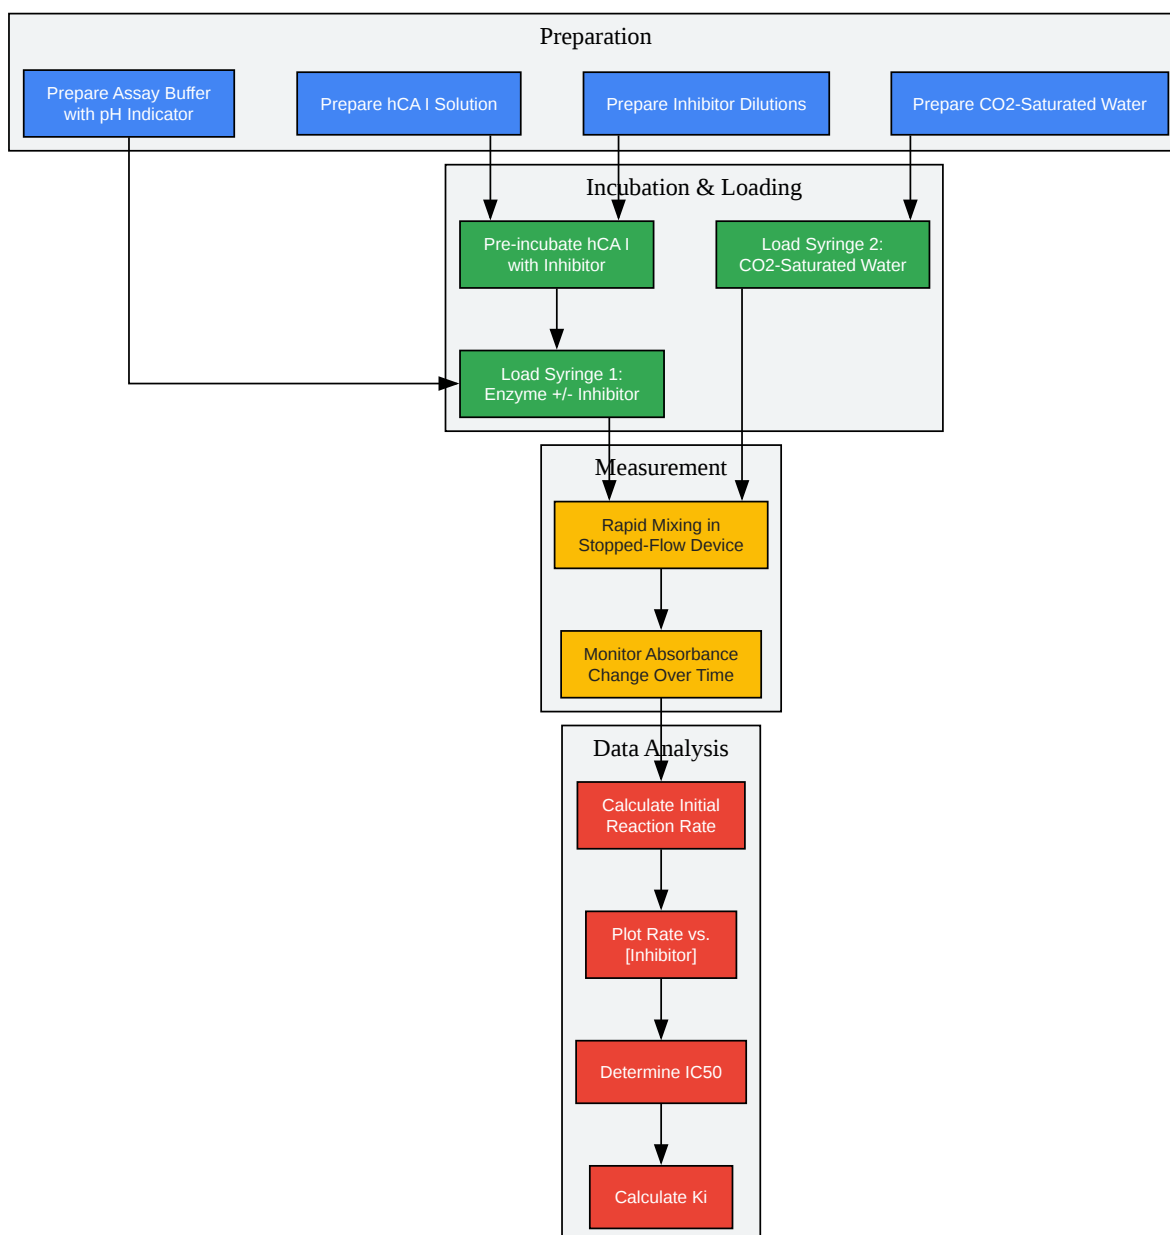 Preparation
Prepare Assay Buffer
with pH Indicator
Prepare hCA I Solution
Prepare Inhibitor Dilutions
Prepare CO2-Saturated Water
Incubation & Loading
Pre-incubate hCA I
with Inhibitor
Load Syringe 2:
CO2-Saturated Water
Load Syringe 1:
Enzyme +/- Inhibitor
Measurement
Rapid Mixing in
Stopped-Flow Device
Monitor Absorbance
Change Over Time
Data Analysis
Calculate Initial
Reaction Rate
Plot Rate vs.
[Inhibitor]
Determine IC50
Calculate Ki